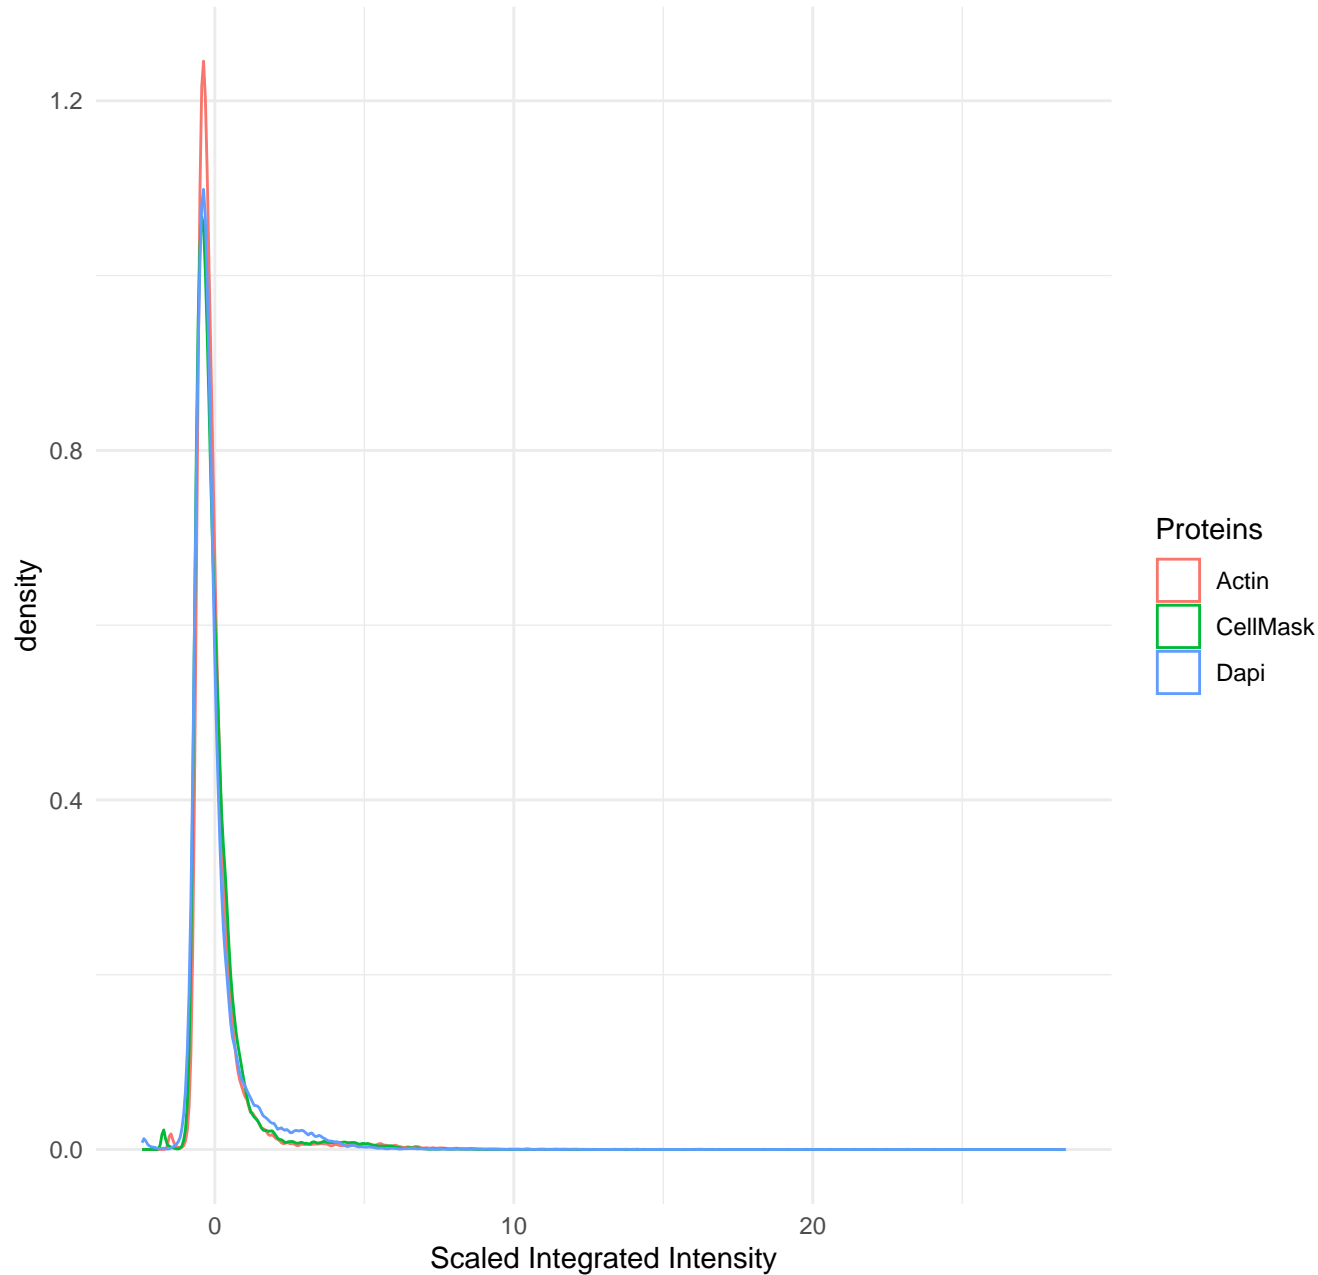 1.2
0.8
0.4
0.0
density
0
10
20
Scaled Integrated Intensity
Proteins
Actin
CellMask
Dapi